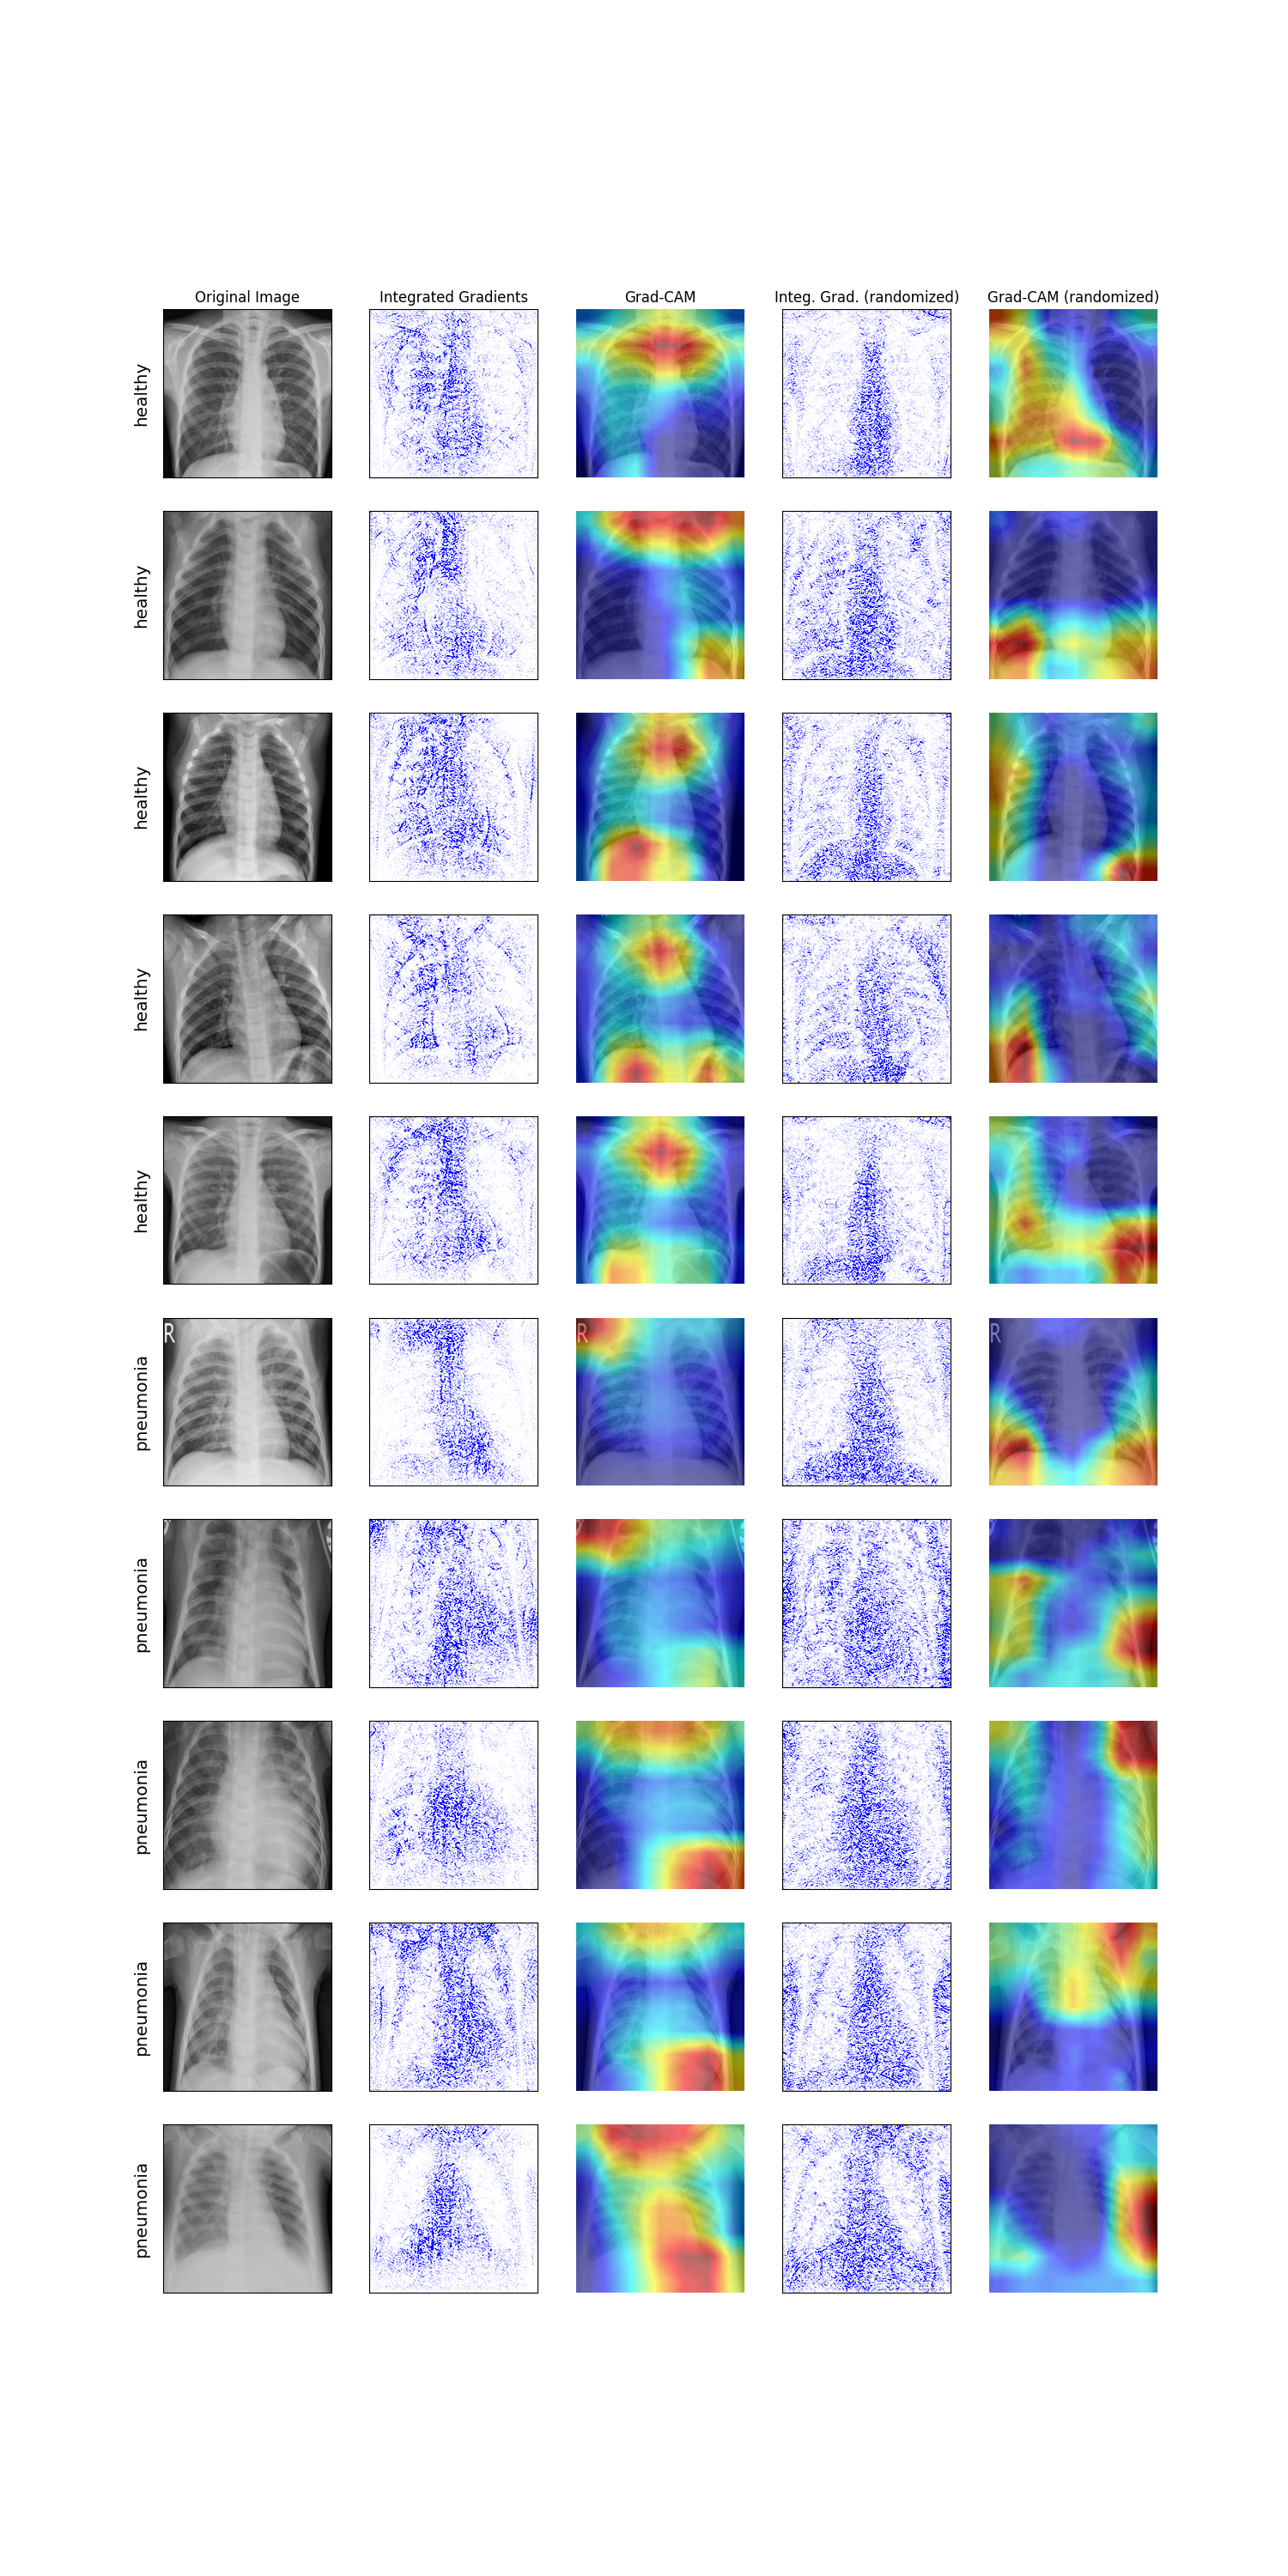 Original Image Integrated Gradients Grad-CAM Integ. Grad. (randomized) Grad-CAM (randomized)
healthy
healthy
healthy
healthy
healthy
pneumonia
R R R
pneumonia
pneumonia
pneumonia
pneumonia